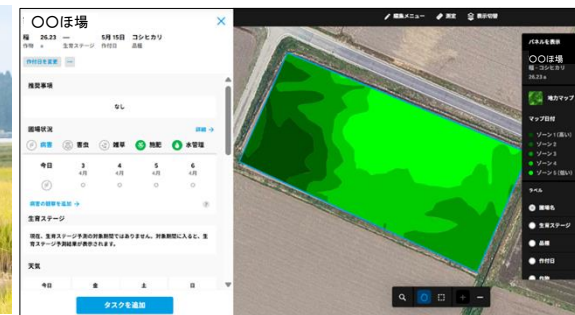 〇〇ほ場
稲 26.23 — 5月15日 コシヒカリ
作物 a 生育ステージ 作付日 品種
作付日を変更 ...
推奨事項
なし
圃場状況 詳細 →
病害 害虫 雑草 施肥 水管理
今日 3 4 5 6
4月 4月 4月 4月
病害の観察を追加 →
生育ステージ
現在、生育ステージ予測の対象期間ではありません。対象期間に入ると、生
育ステージ予測結果が表示されます。
天気
今日 金 土 日
タスクを追加
編集メニュー 測定 表示切替
パネルを表示
〇〇ほ場
稲 - コシヒカリ
26.23 a
地力マップ
マップ日付
ゾーン 1 (高い)
ゾーン 2
ゾーン 3
ゾーン 4
ゾーン 5 (低い)
ラベル
圃場名
生育ステージ
品種
作付日
作物